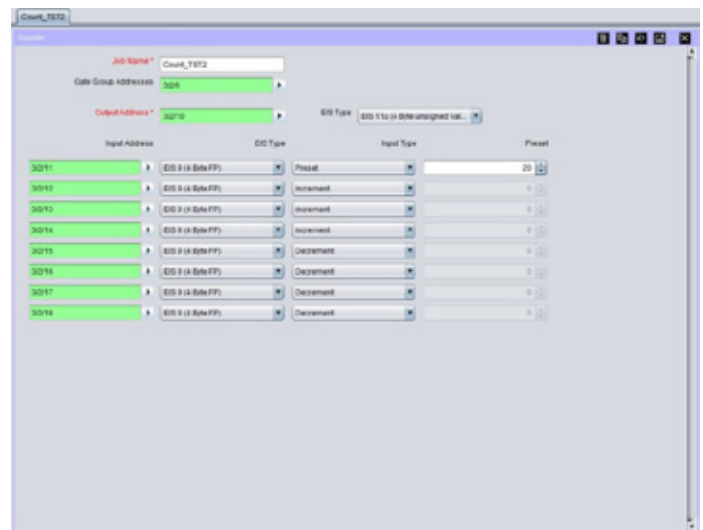 Count_TST2
Counter
Job Name * Count_TST2
Gate Group Addresses 3/2/6
Output Address * 3/2/10 EIS Type EIS 11u (4 Byte unsigned val...
Input Address EIS Type Input Type Preset
3/2/11 EIS 9 (4 Byte FP) Preset 20
3/2/12 EIS 9 (4 Byte FP) Increment 0
3/2/13 EIS 9 (4 Byte FP) Increment 0
3/2/14 EIS 9 (4 Byte FP) Increment 0
3/2/15 EIS 9 (4 Byte FP) Decrement 0
3/2/16 EIS 9 (4 Byte FP) Decrement 0
3/2/17 EIS 9 (4 Byte FP) Decrement 0
3/2/18 EIS 9 (4 Byte FP) Decrement 0